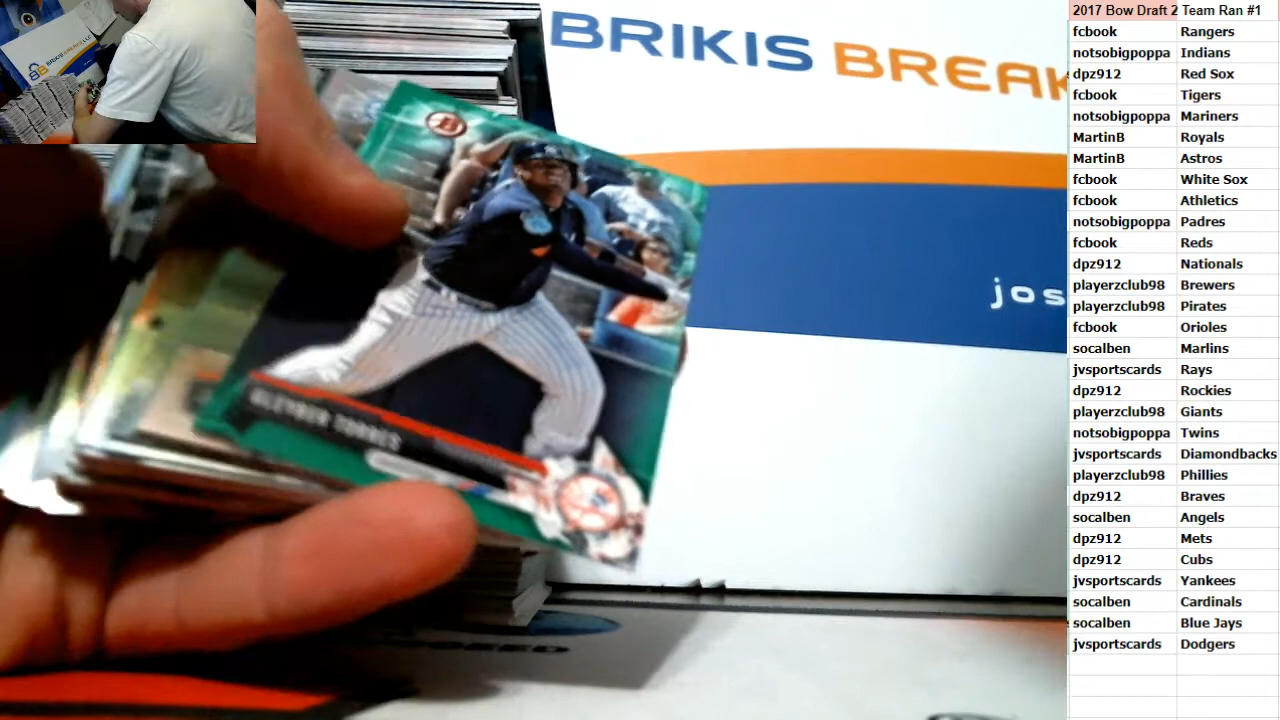 BRIKIS BREAK
jos
GLEYBER TORRES
2017 Bow Draft 2 Team Ran #1
fcbook Rangers
notsobigpoppa Indians
dpz912 Red Sox
fcbook Tigers
notsobigpoppa Mariners
MartinB Royals
MartinB Astros
fcbook White Sox
fcbook Athletics
notsobigpoppa Padres
fcbook Reds
dpz912 Nationals
playerzclub98 Brewers
playerzclub98 Pirates
fcbook Orioles
socalben Marlins
jvsportscards Rays
dpz912 Rockies
playerzclub98 Giants
notsobigpoppa Twins
jvsportscards Diamondbacks
playerzclub98 Phillies
dpz912 Braves
socalben Angels
dpz912 Mets
dpz912 Cubs
jvsportscards Yankees
socalben Cardinals
socalben Blue Jays
jvsportscards Dodgers